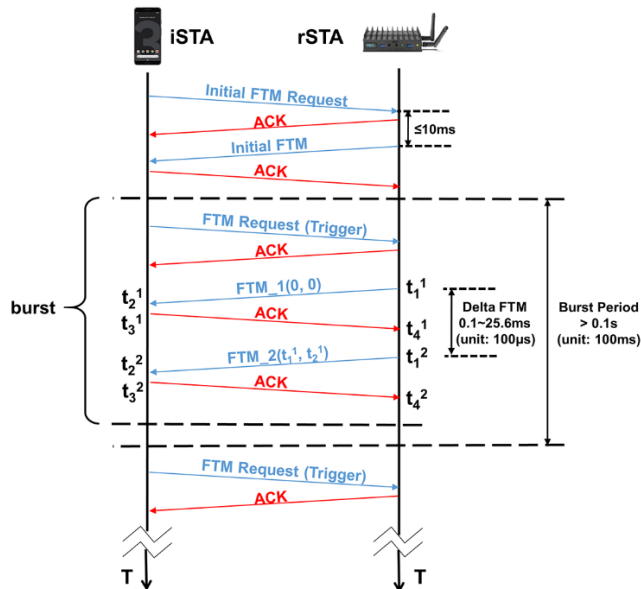 iSTA
rSTA
Initial FTM Request
ACK
≤10ms
Initial FTM
ACK
FTM Request (Trigger)
ACK
burst
FTM_1(0, 0)
t₂¹
t₁¹
t₃¹
ACK
t₄¹
Delta FTM
0.1~25.6ms
(unit: 100μs)
Burst Period
> 0.1s
(unit: 100ms)
FTM_2(t₁¹, t₂¹)
t₂²
t₁²
t₃²
ACK
t₄²
FTM Request (Trigger)
ACK
T
T